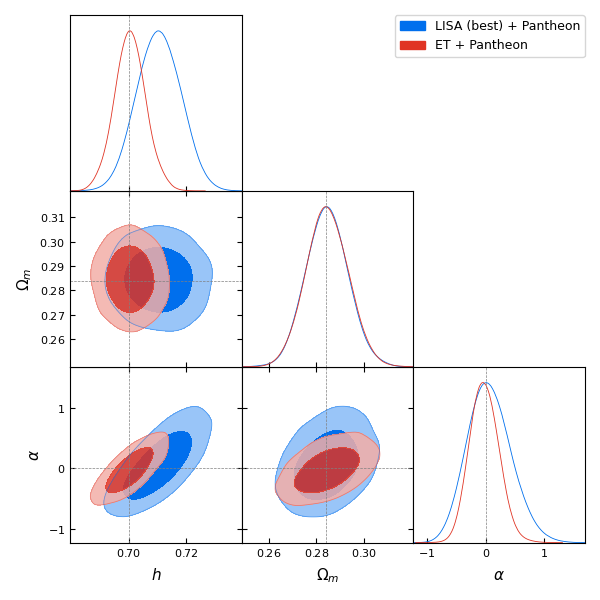 LISA (best) + Pantheon
ET + Pantheon
0.31
0.30
0.29
0.28
0.27
0.26
Ωm
1
0
−1
α
0.70 0.72
0.26 0.28 0.30
−1 0 1
h
Ωm
α